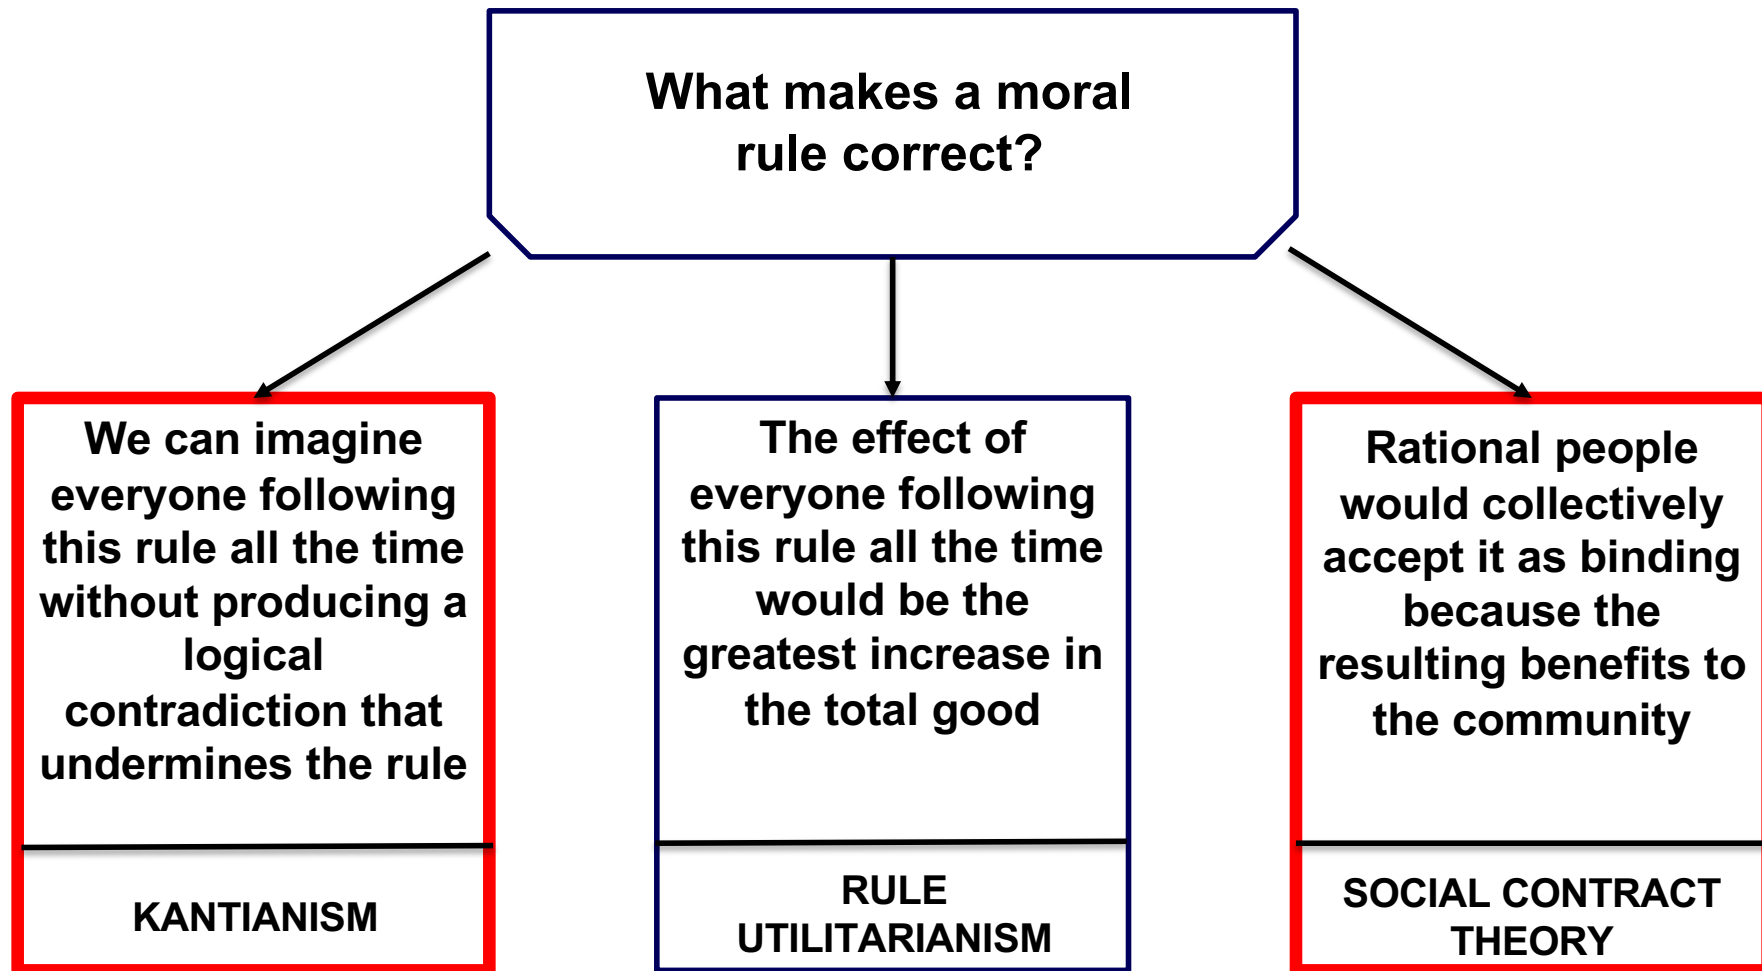 What makes a moral
rule correct?
We can imagine
everyone following
this rule all the time
without producing a
logical
contradiction that
undermines the rule
KANTIANISM
The effect of
everyone following
this rule all the time
would be the
greatest increase in
the total good
RULE
UTILITARIANISM
Rational people
would collectively
accept it as binding
because the
resulting benefits to
the community
SOCIAL CONTRACT
THEORY